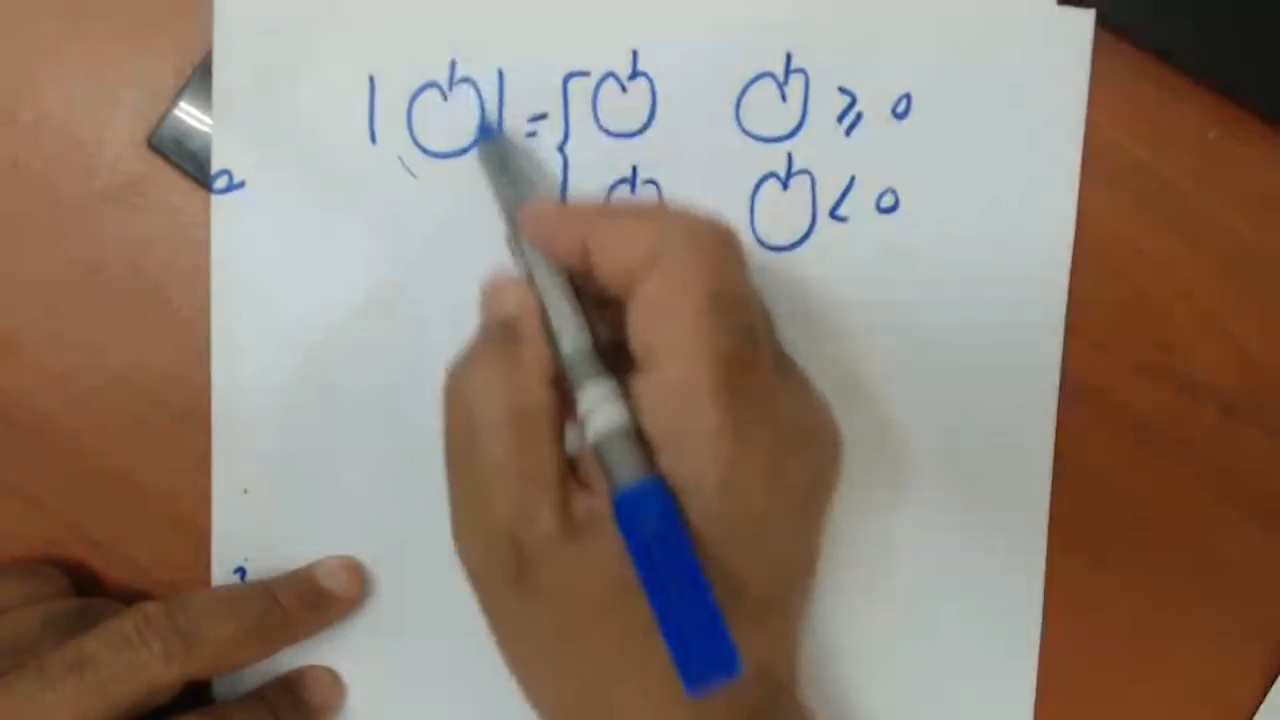 | 🍎 | = { 🍎 🍎 ≥ 0
🍎 🍎 < 0